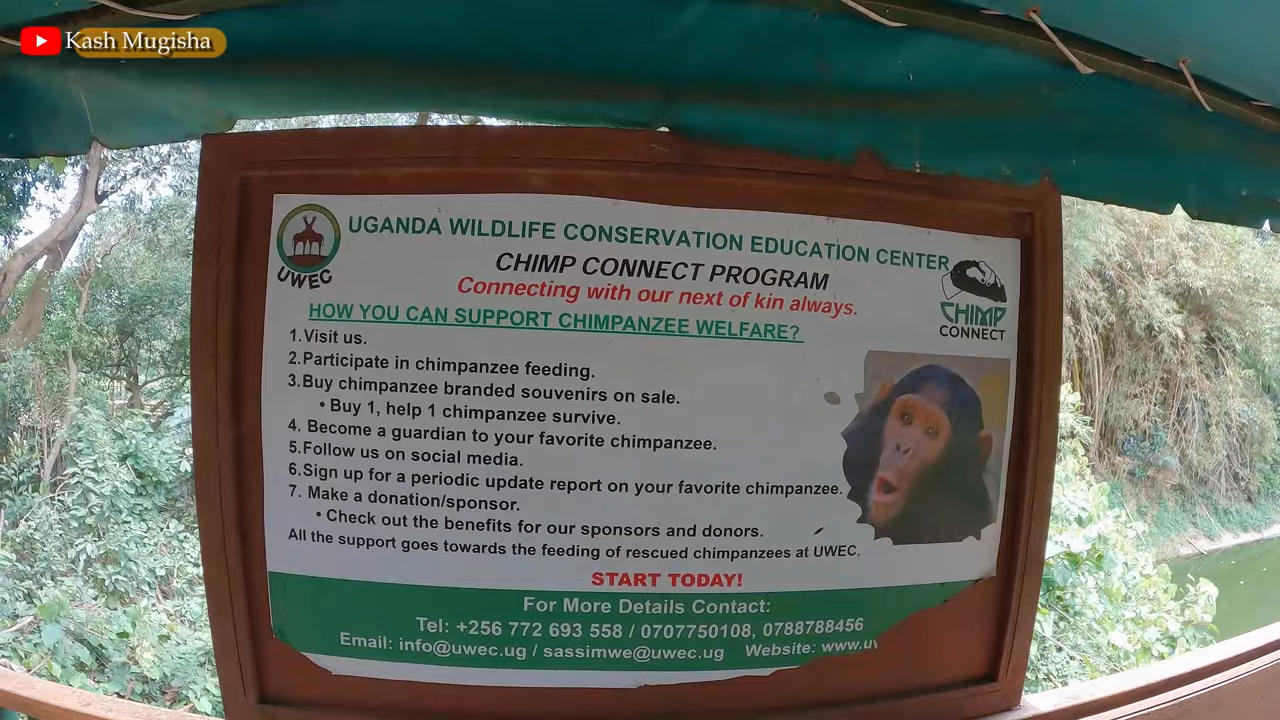 Kash Mugisha
UGANDA WILDLIFE CONSERVATION EDUCATION CENTER
UWEC
CHIMP CONNECT PROGRAM
Connecting with our next of kin always.
CHIMP
CONNECT
HOW YOU CAN SUPPORT CHIMPANZEE WELFARE?
1.Visit us.
2.Participate in chimpanzee feeding.
3.Buy chimpanzee branded souvenirs on sale.
• Buy 1, help 1 chimpanzee survive.
4. Become a guardian to your favorite chimpanzee.
5.Follow us on social media.
6.Sign up for a periodic update report on your favorite chimpanzee.
7. Make a donation/sponsor.
• Check out the benefits for our sponsors and donors.
All the support goes towards the feeding of rescued chimpanzees at UWEC.
START TODAY!
For More Details Contact:
Tel: +256 772 693 558 / 0707750108, 0788788456
Email: info@uwec.ug / sassimwe@uwec.ug Website: www.